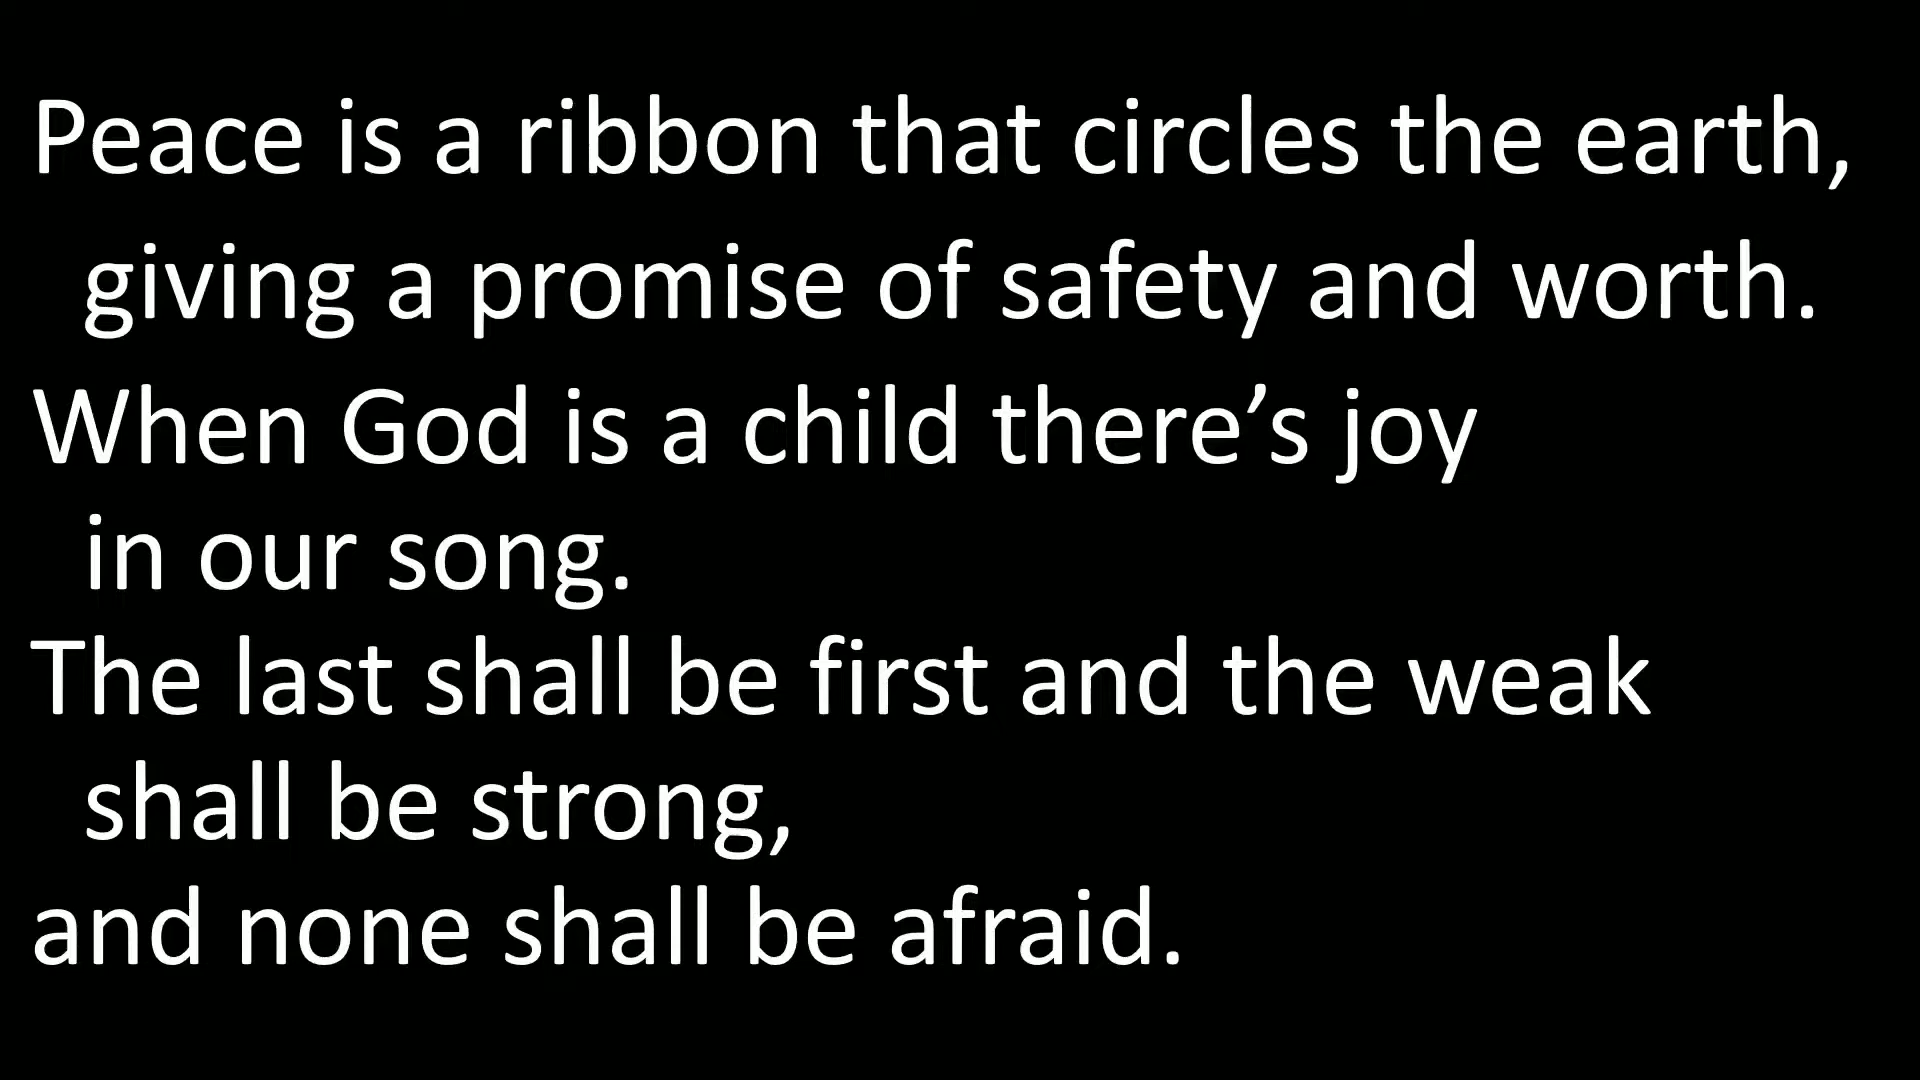 Peace is a ribbon that circles the earth,
giving a promise of safety and worth.
When God is a child there’s joy
in our song.
The last shall be first and the weak
shall be strong,
and none shall be afraid.